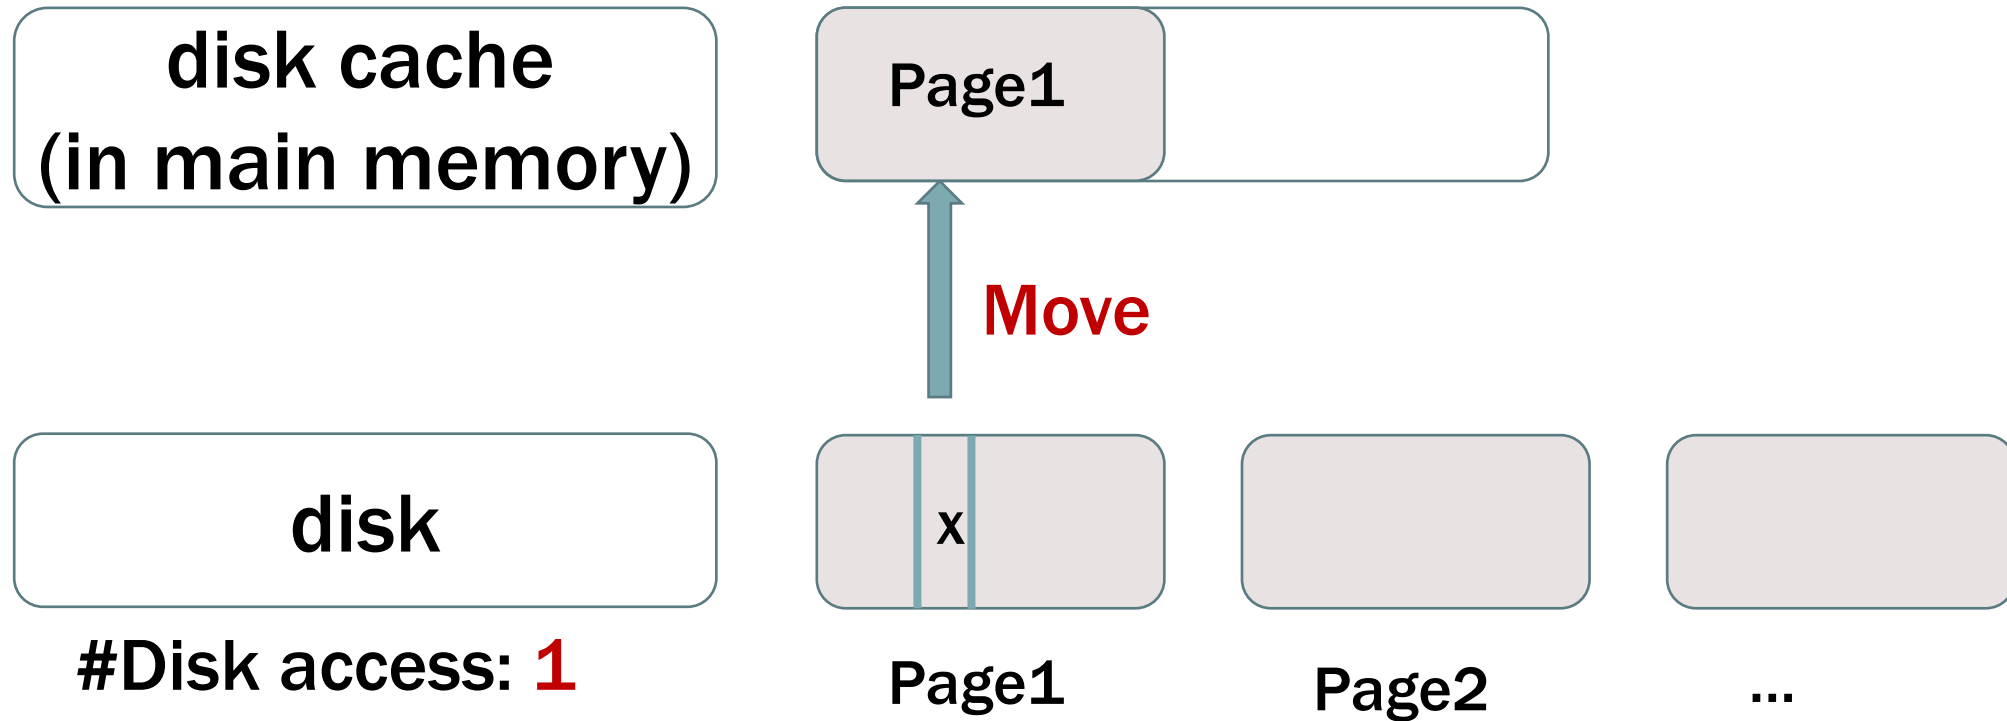 disk cache
(in main memory)
Page1
Move
disk
x
#Disk access: 1
Page1
Page2
...